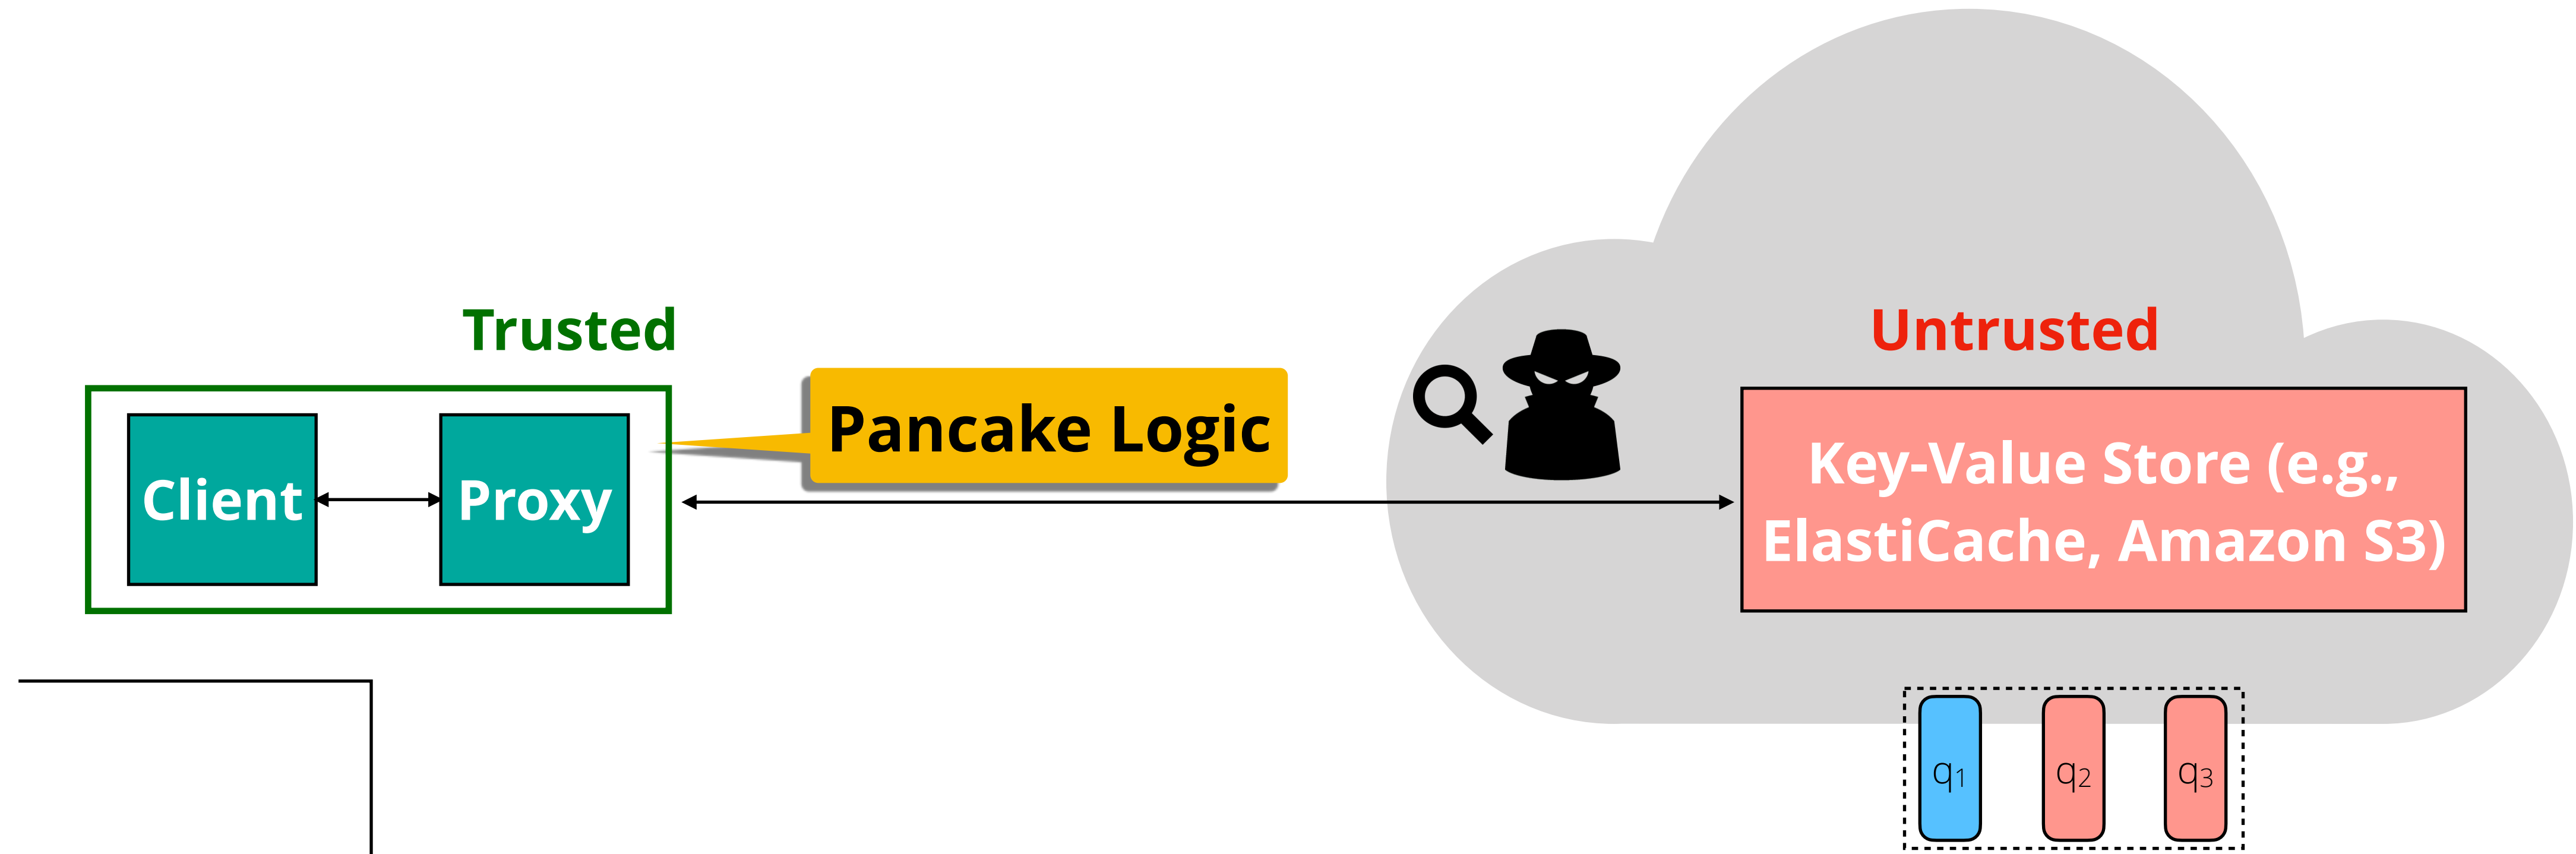 Trusted
Untrusted
Pancake Logic
Client
Proxy
Key-Value Store (e.g.,
ElastiCache, Amazon S3)
q1
q2
q3